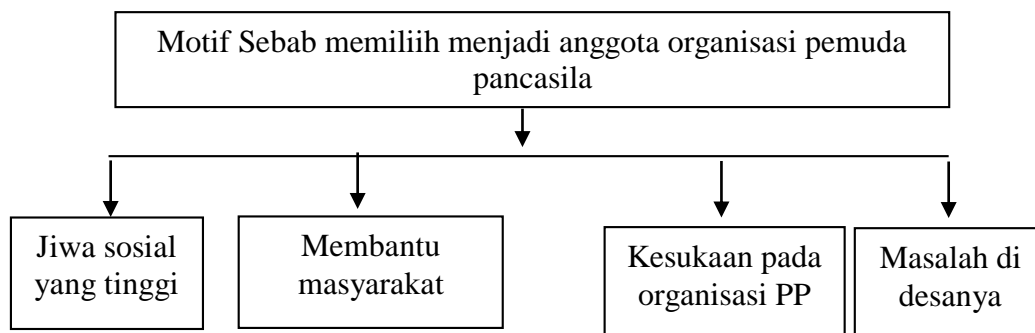 Motif Sebab memiliih menjadi anggota organisasi pemuda
pancasila
Jiwa sosial
yang tinggi
Membantu
masyarakat
Kesukaan pada
organisasi PP
Masalah di
desanya